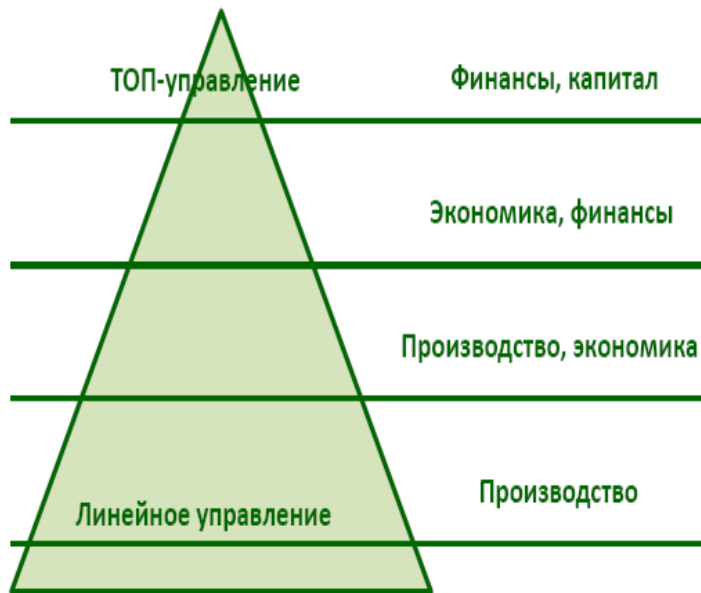 ТОП-управление
Финансы, капитал
Экономика, финансы
Производство, экономика
Линейное управление
Производство